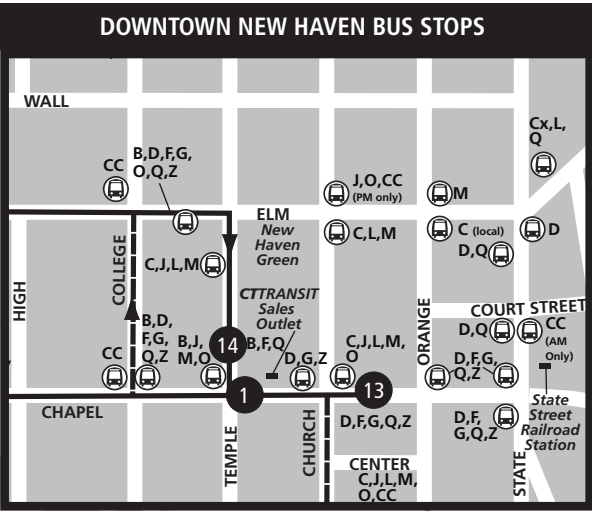 DOWNTOWN NEW HAVEN BUS STOPS
WALL
Cx,L,
Q
B,D,F,G,
O,Q,Z
CC
J,O,CC
(PM only)
M
ELM
New
Haven
Green
C,L,M
C (local)
D
D,Q
C,J,L,M
HIGH
COLLEGE
CTTRANSIT
Sales
Outlet
ORANGE
COURT STREET
B,D,
F,G,
Q,Z
CC
B,J,
M,O
14
B,F,Q
D,G,Z
C,J,L,M,
O
D,Q
CC
(AM
Only)
D,F,G,
Q,Z
1
13
CHAPEL
TEMPLE
CHURCH
D,F,G,Q,Z
D,F,
G,Q,Z
State
Street
Railroad
Station
CENTER
C,J,L,M,
O,CC
STATE